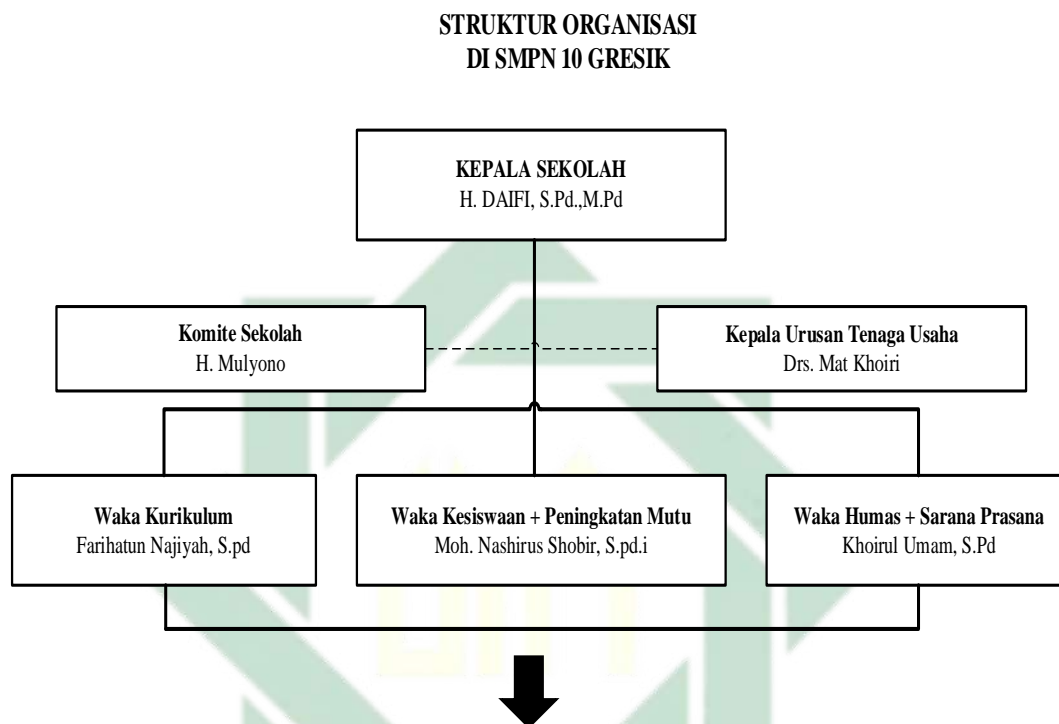 STRUKTUR ORGANISASI
DI SMPN 10 GRESIK
KEPALA SEKOLAH
H. DAIFI, S.Pd.,M.Pd
Komite Sekolah
H. Mulyono
Kepala Urusan Tenaga Usaha
Drs. Mat Khoiri
Waka Kurikulum
Farihatun Najiyah, S.pd
Waka Kesiswaan + Peningkatan Mutu
Moh. Nashirus Shobir, S.pd.i
Waka Humas + Sarana Prasana
Khoirul Umam, S.Pd